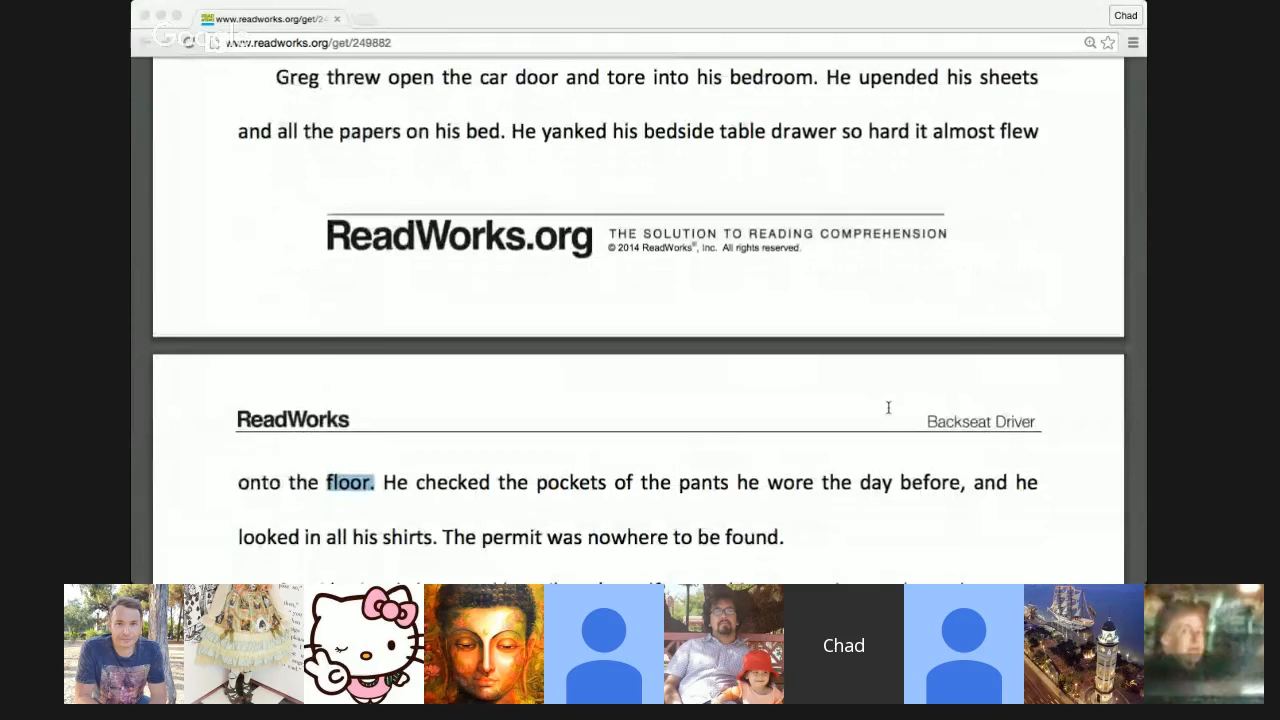 www.readworks.org/get/24
Chad
Google
www.readworks.org/get/249882
Greg threw open the car door and tore into his bedroom. He upended his sheets
and all the papers on his bed. He yanked his bedside table drawer so hard it almost flew
ReadWorks.org THE SOLUTION TO READING COMPREHENSION
© 2014 ReadWorks®, Inc. All rights reserved.
ReadWorks
Backseat Driver
onto the floor. He checked the pockets of the pants he wore the day before, and he
looked in all his shirts. The permit was nowhere to be found.
Chad